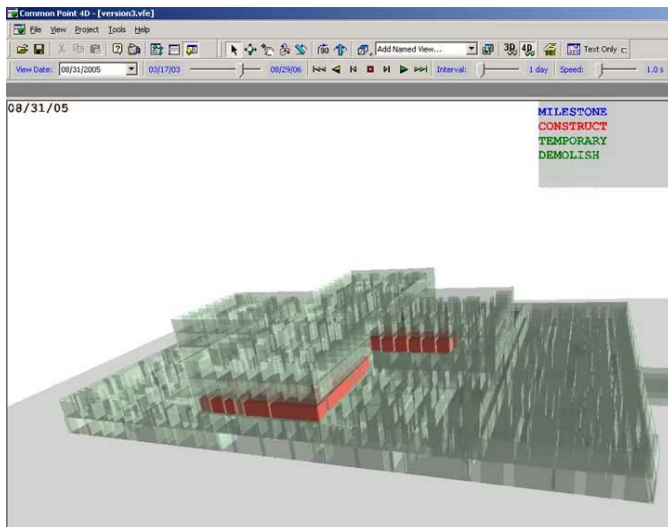 Common Point 4D - [version3.vfe]
File View Project Tools Help
Add Named View... 3D 4D Text Only
View Date: 08/31/2005 03/17/03 08/29/06 Interval: 1 day Speed: 1.0 s
08/31/05
MILESTONE
CONSTRUCT
TEMPORARY
DEMOLISH